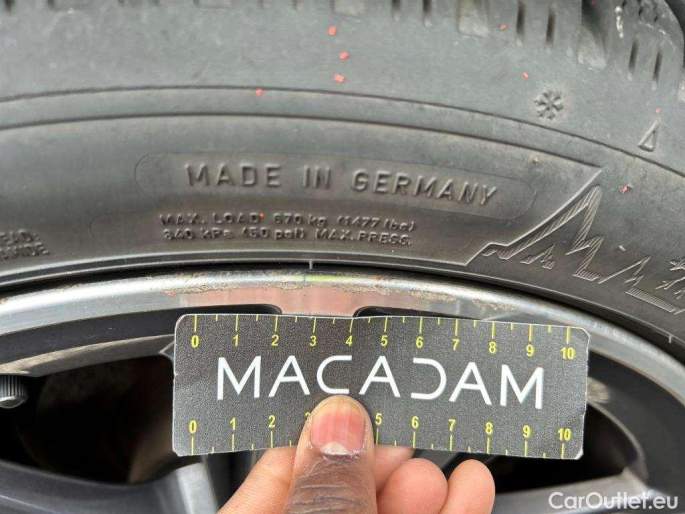 MADE IN GERMANY
MAX. LOAD 670 kg (1477 lbs)
340 kPa (50 psi) MAX. PRESS.
0 1 2 3 4 5 6 7 8 9 10
MACADAM
0 1 2 3 6 7 8 9 10
CarOutlet.eu